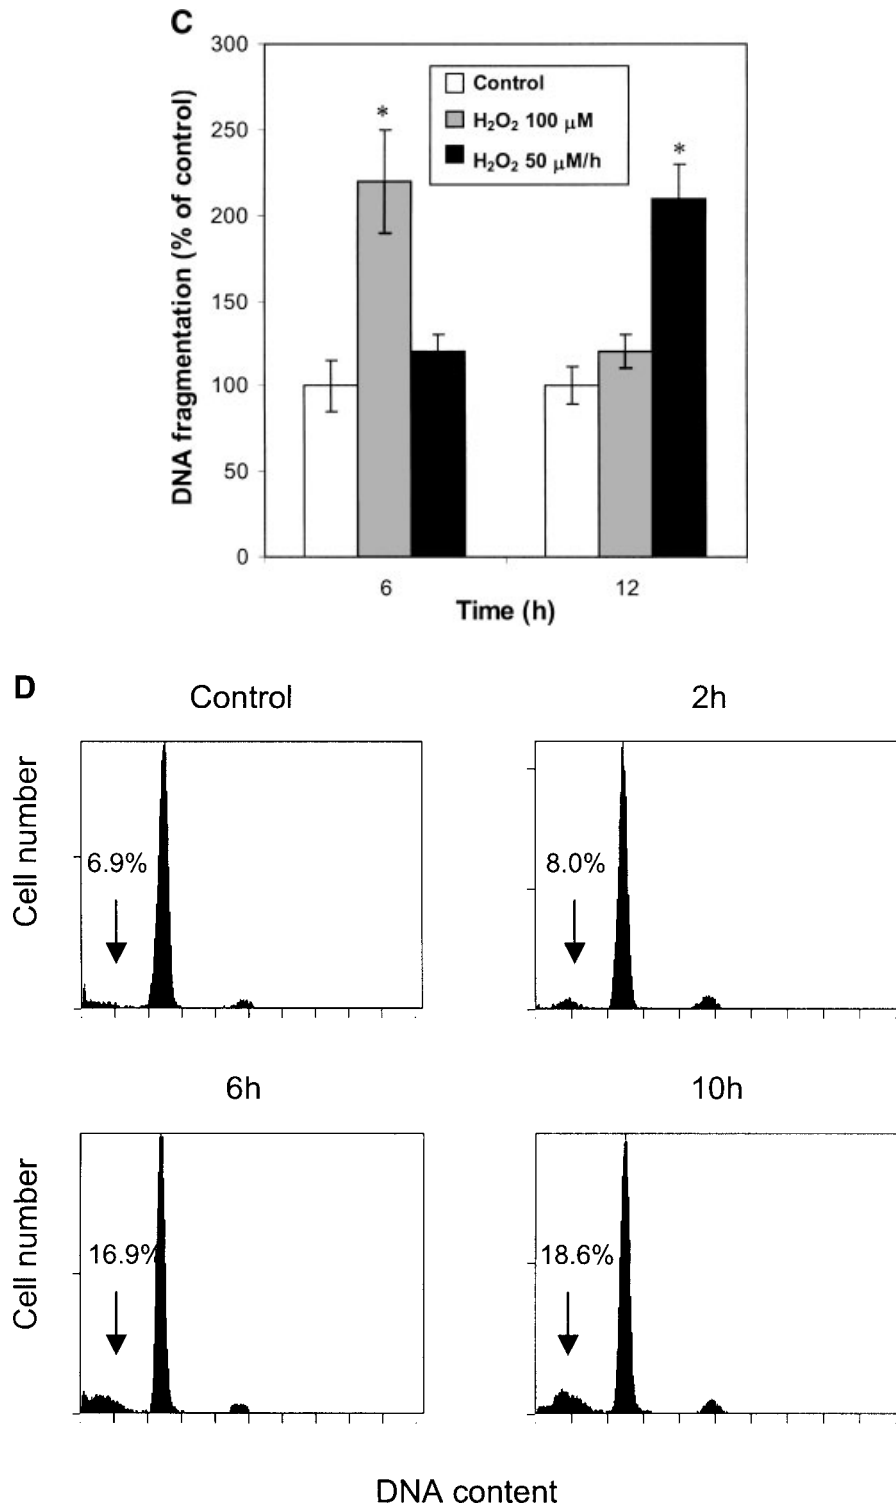 C
DNA fragmentation (% of control)
300
250
200
150
100
50
0
*
*
Control
H₂O₂ 100 µM
H₂O₂ 50 µM/h
6
12
Time (h)
D
Control
2h
Cell number
6.9%
8.0%
6h
10h
Cell number
16.9%
18.6%
DNA content